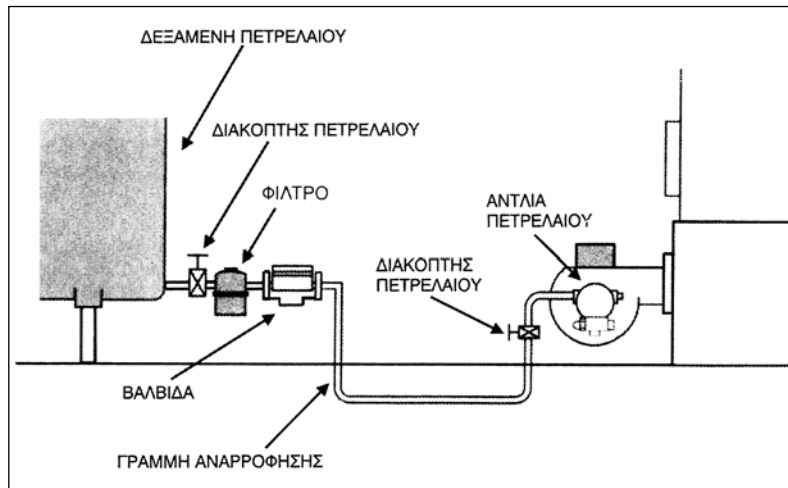 ΔΕΞΑΜΕΝΗ ΠΕΤΡΕΛΑΙΟΥ
ΔΙΑΚΟΠΤΗΣ ΠΕΤΡΕΛΑΙΟΥ
ΦΙΛΤΡΟ
ΑΝΤΛΙΑ
ΠΕΤΡΕΛΑΙΟΥ
ΔΙΑΚΟΠΤΗΣ
ΠΕΤΡΕΛΑΙΟΥ
ΒΑΛΒΙΔΑ
ΓΡΑΜΜΗ ΑΝΑΡΡΟΦΗΣΗΣ